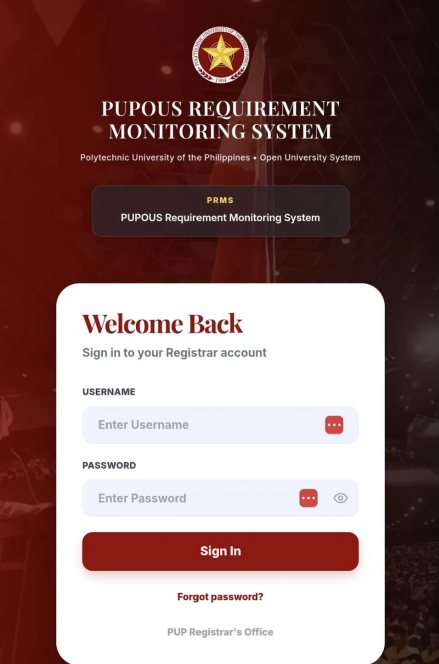 PUPOUS REQUIREMENT
MONITORING SYSTEM
Polytechnic University of the Philippines • Open University System
PRMS
PUPOUS Requirement Monitoring System
Welcome Back
Sign in to your Registrar account
USERNAME
Enter Username
PASSWORD
Enter Password
Sign In
Forgot password?
PUP Registrar's Office